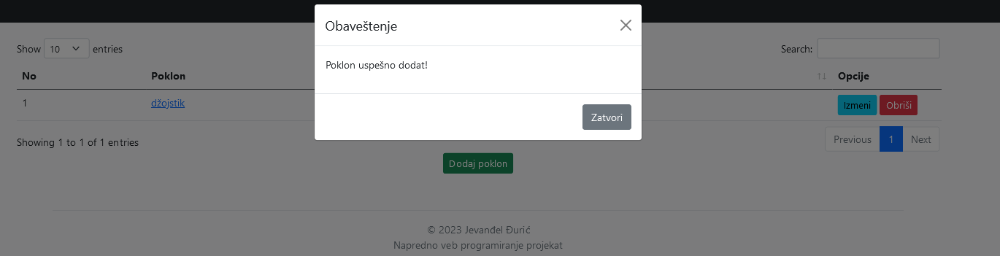 Obaveštenje
Poklon uspešno dodat!
Zatvori
Show 10 entries
Search:
No Poklon Opcije
1 džojstik Izmeni Obriši
Showing 1 to 1 of 1 entries
Previous 1 Next
Dodaj poklon
© 2023 Jevanđel Đurić
Napredno veb programiranje projekat